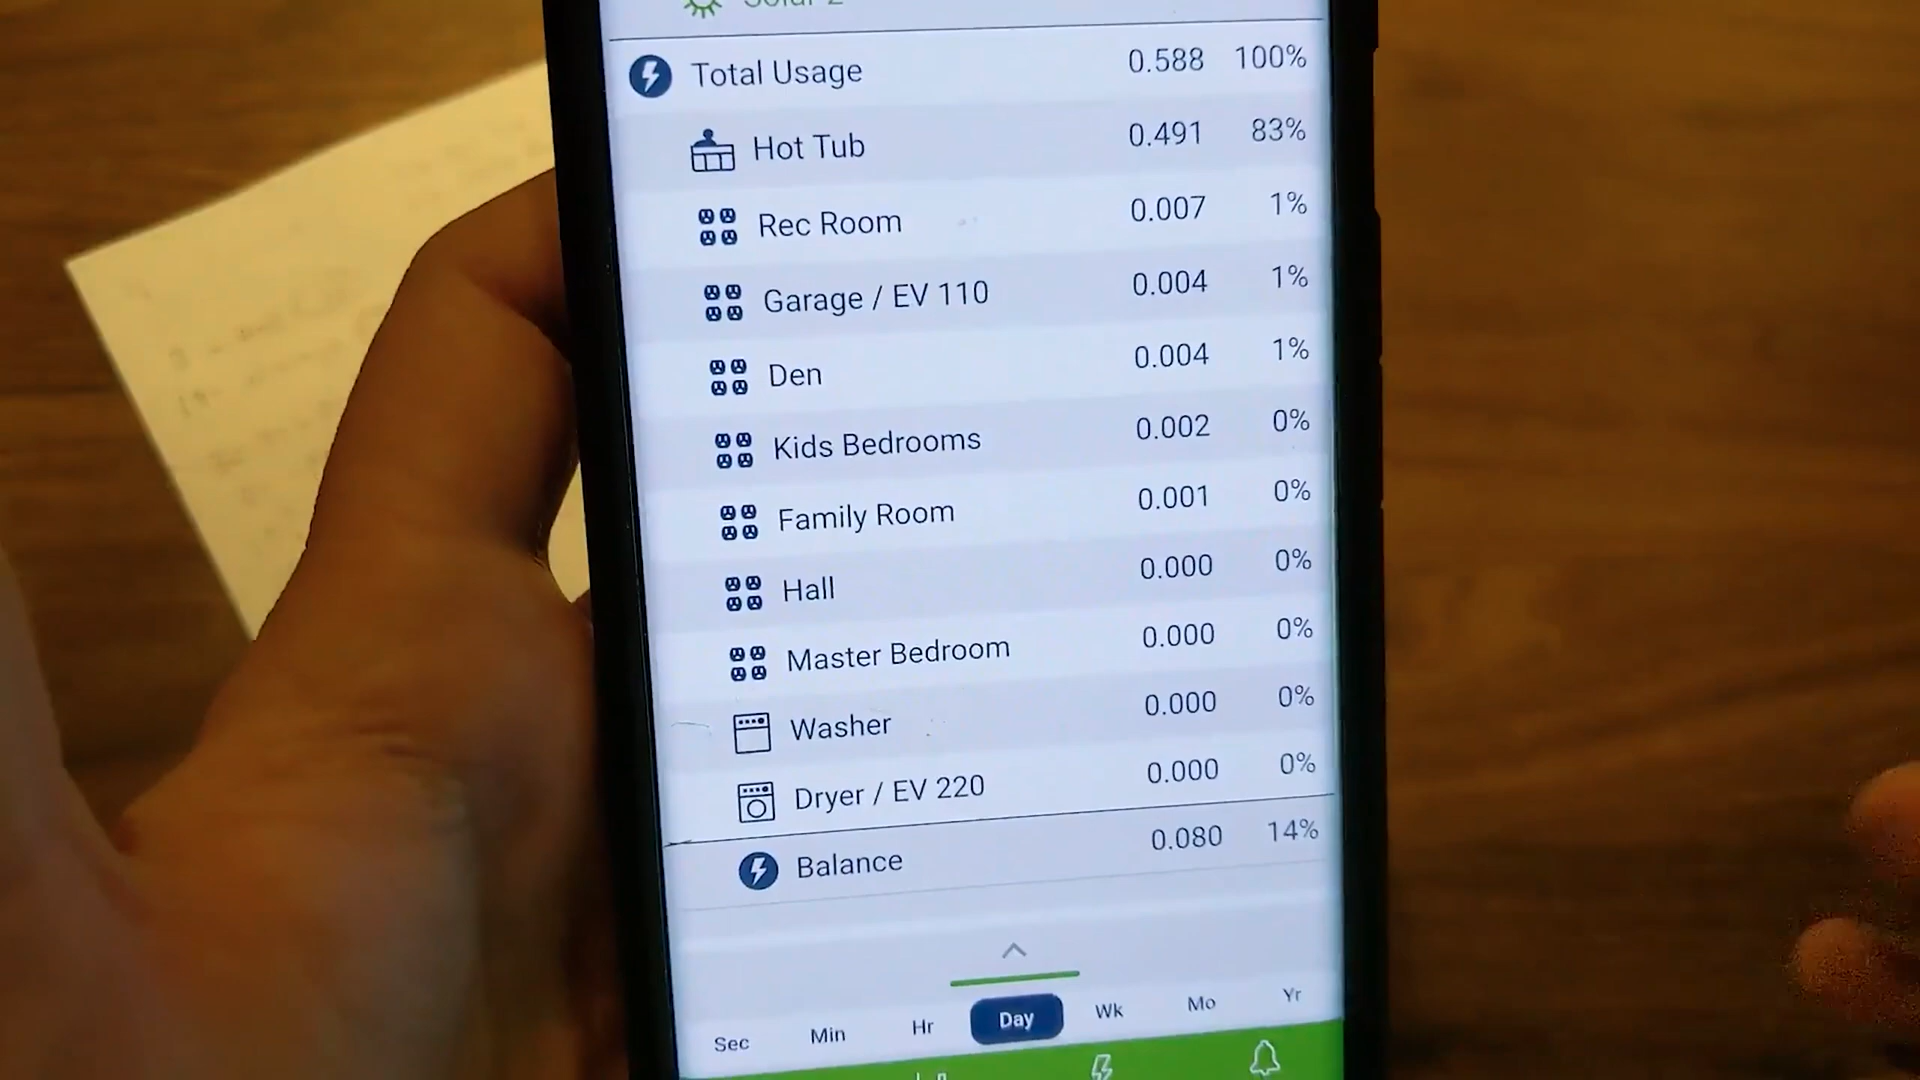 Solar 2
Total Usage 0.588 100%
Hot Tub 0.491 83%
Rec Room 0.007 1%
Garage / EV 110 0.004 1%
Den 0.004 1%
Kids Bedrooms 0.002 0%
Family Room 0.001 0%
Hall 0.000 0%
Master Bedroom 0.000 0%
Washer 0.000 0%
Dryer / EV 220 0.000 0%
Balance 0.080 14%
Sec Min Hr Day Wk Mo Yr